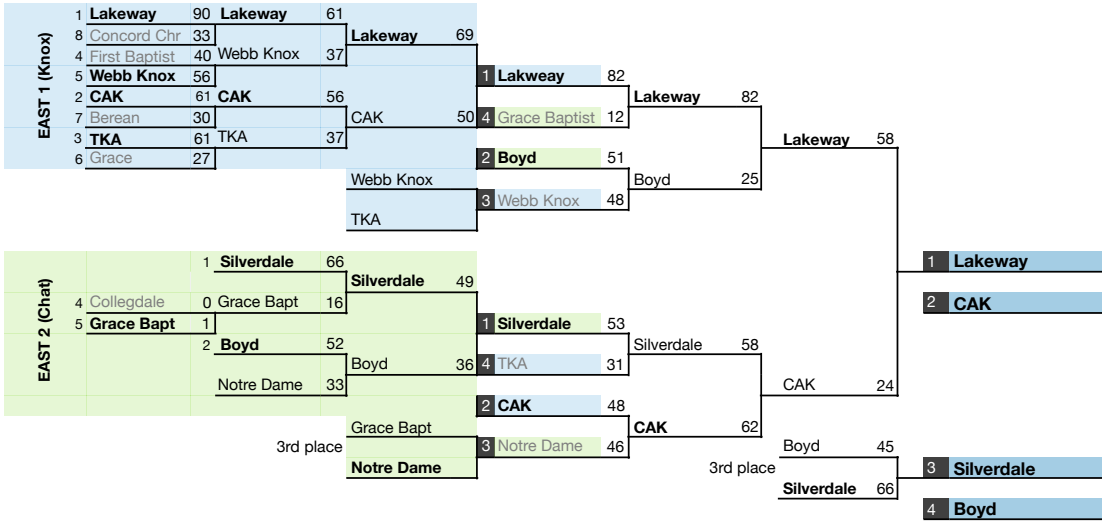 EAST 1 (Knox)
1 Lakeway 90 Lakeway 61
8 Concord Chr 33
Lakeway 69
4 First Baptist 40 Webb Knox 37
5 Webb Knox 56
1 Lakweay 82
2 CAK 61 CAK 56
Lakeway 82
7 Berean 30
CAK 50
4 Grace Baptist 12
3 TKA 61 TKA 37
Lakeway 58
6 Grace 27
2 Boyd 51
Webb Knox
Boyd 25
3 Webb Knox 48
TKA
EAST 2 (Chat)
1 Silverdale 66
1 Lakeway
Silverdale 49
4 Collegdale 0 Grace Bapt 16
2 CAK
5 Grace Bapt 1
1 Silverdale 53
2 Boyd 52
Silverdale 58
Boyd 36
4 TKA 31
Notre Dame 33
CAK 24
2 CAK 48
Grace Bapt
CAK 62
3rd place
3 Notre Dame 46
Boyd 45
Notre Dame
3rd place
3 Silverdale
Silverdale 66
4 Boyd